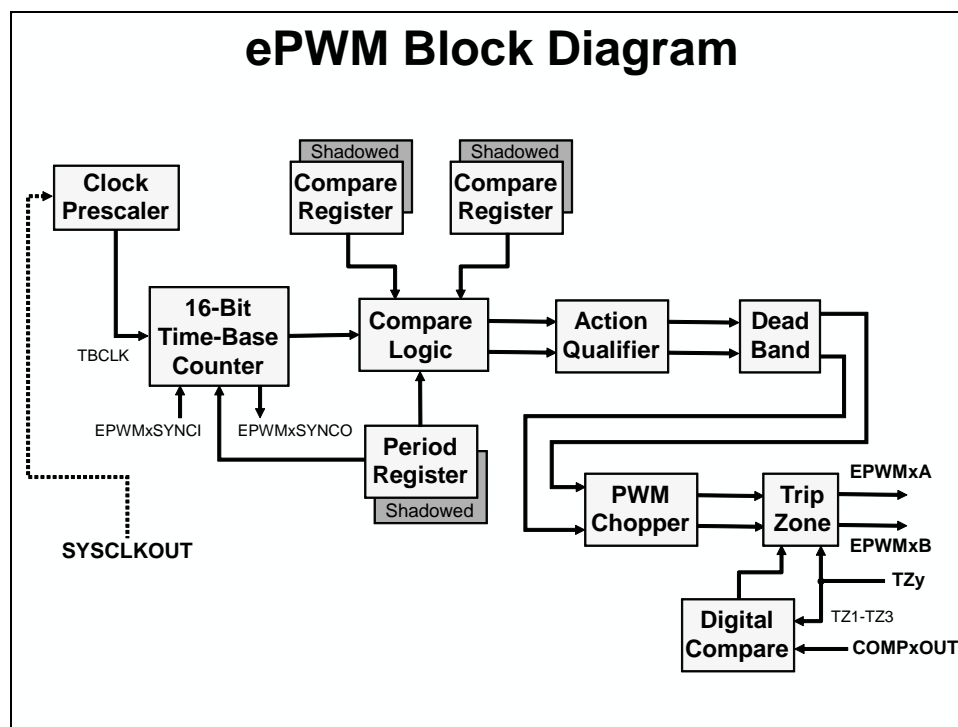 ePWM Block Diagram
Shadowed
Shadowed
Clock
Prescaler
Compare
Register
Compare
Register
16-Bit
Time-Base
Counter
Compare
Logic
Action
Qualifier
Dead
Band
TBCLK
EPWMxSYNCI
EPWMxSYNCO
Period
Register
Shadowed
PWM
Chopper
Trip
Zone
EPWMxA
EPWMxB
SYSCLKOUT
TZy
TZ1-TZ3
Digital
Compare
COMPxOUT